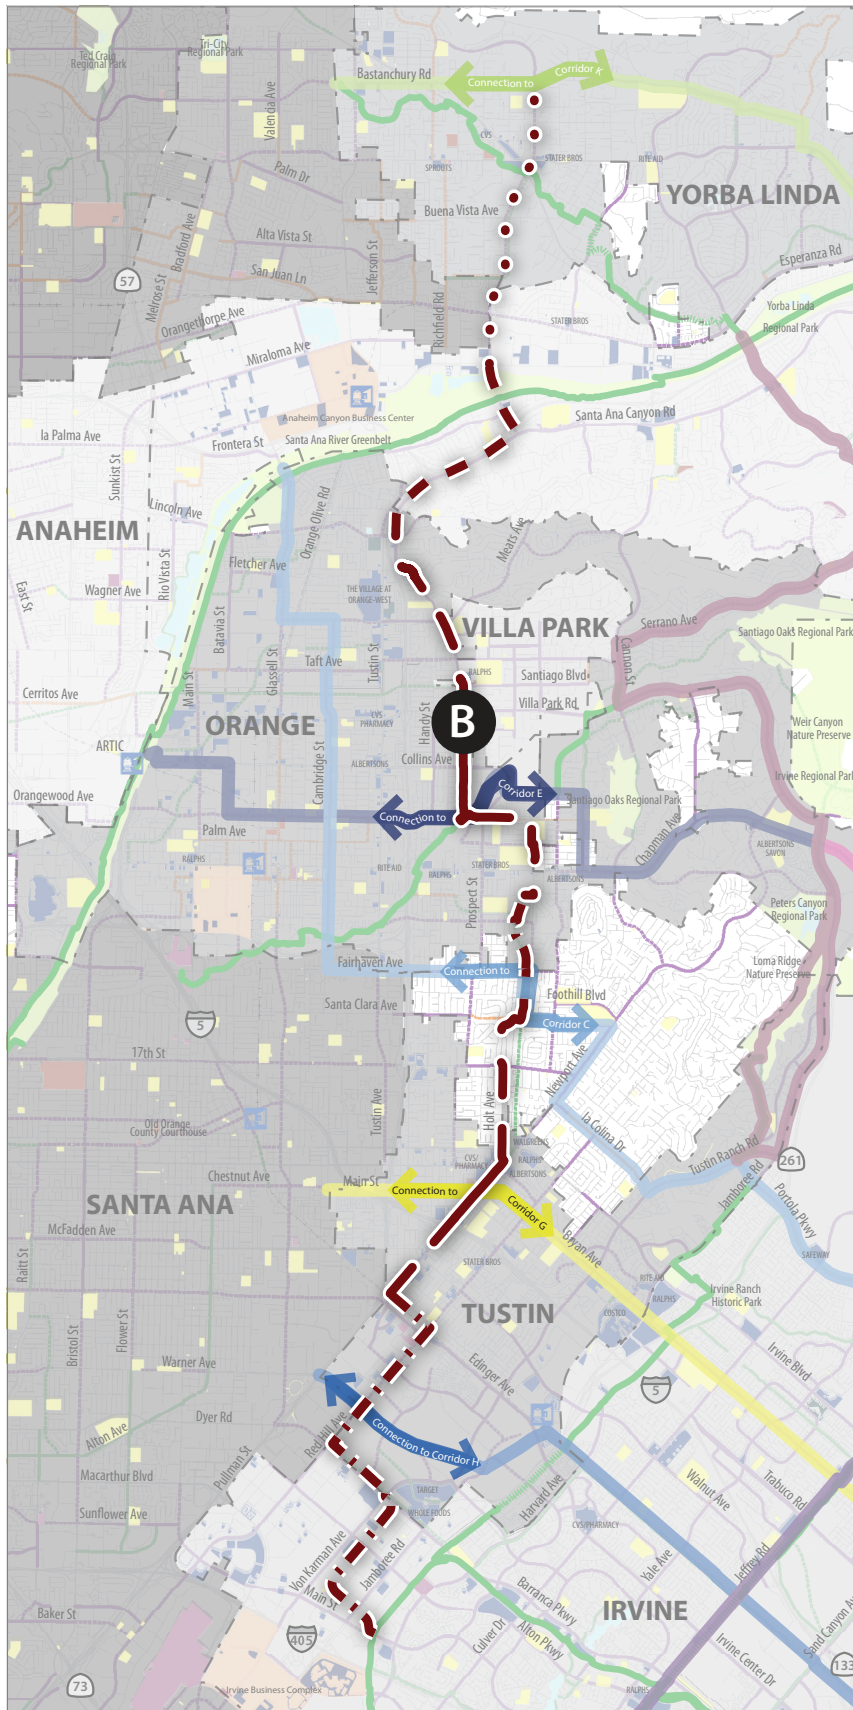 Ted Craig
Regional Park
Tri-City
Regional Park
Bastanchury Rd
Connection to
Corridor K
Valencia Ave
CVS
SPROUTS
STATER BROS
RITE AID
Palm Dr
YORBA LINDA
Bradford Ave
Buena Vista Ave
Alta Vista St
Jefferson St
Esperanza Rd
57
Melrose St
San Juan Ln
Richfield Rd
Orangethorpe Ave
STATER BROS
Yorba Linda
Regional Park
Miraloma Ave
Anaheim Canyon Business Center
Santa Ana Canyon Rd
la Palma Ave
Frontera St
Santa Ana River Greenbelt
Sunkist St
Lincoln Ave
Orange Olive Rd
ANAHEIM
Meats Ave
Rio Vista St
Fletcher Ave
East St
Wagner Ave
THE VILLAGE AT
ORANGE-WEST
Batavia St
VILLA PARK
Serrano Ave
Santiago Oaks Regional Park
Cannon St
Glassell St
Taft Ave
Tustin St
RALPHS
Santiago Blvd
Cerritos Ave
Main St
Villa Park Rd
Handy St
CVS
PHARMACY
ORANGE
B
Weir Canyon
Nature Preserve
ARTIC
Cambridge St
ALBERTSONS
Collins Ave
Irvine Regional Park
Orangewood Ave
Corridor E
Santiago Oaks Regional Park
Connection to
Palm Ave
Chapman Ave
ALBERTSONS
SAVON
RALPHS
RITE AID
RALPHS
STATER BROS
ALBERTSONS
Prospect St
Peters Canyon
Regional Park
Fairhaven Ave
Connection to
Loma Ridge
Nature Preserve
Santa Clara Ave
Foothill Blvd
5
Corridor C
17th St
Newport Ave
Tustin Ave
Holt Ave
Old Orange
County Courthouse
la Colina Dr
WALGREENS
CVS/
PHARMACY
RALPHS
ALBERTSONS
Tustin Ranch Rd
261
Chestnut Ave
Main St
Connection to
Jamboree Rd
SANTA ANA
Corridor G
Portola Pkwy
McFadden Ave
Bryan Ave
SAFEWAY
Raitt St
STATER BROS
RITE AID
RALPHS
Irvine Ranch
Historic Park
TUSTIN
COSTCO
Flower St
Bristol St
Warner Ave
Edinger Ave
Irvine Blvd
5
Dyer Rd
Alton Ave
Red Hill Ave
Connection to Corridor H
Pullman St
Macarthur Blvd
TARGET
Walnut Ave
Trabuco Rd
Sunflower Ave
WHOLE FOODS
Harvard Ave
CVS/PHARMACY
Von Karman Ave
Jamboree Rd
Yale Ave
Jeffrey Rd
Main St
Barranca Pkwy
IRVINE
Baker St
405
Culver Dr
Alton Pkwy
Sand Canyon Av
Irvine Center Dr
133
73
Irvine Business Complex
RALPHS